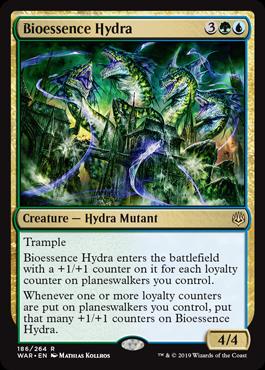 Bioessence Hydra 3
Creature — Hydra Mutant
Trample
Bioessence Hydra enters the battlefield
with a +1/+1 counter on it for each loyalty
counter on planeswalkers you control.
Whenever one or more loyalty counters
are put on planeswalkers you control, put
that many +1/+1 counters on Bioessence
Hydra.
4/4
186/264 R
WAR • EN Mathias Kollros
™ & © 2019 Wizards of the Coast